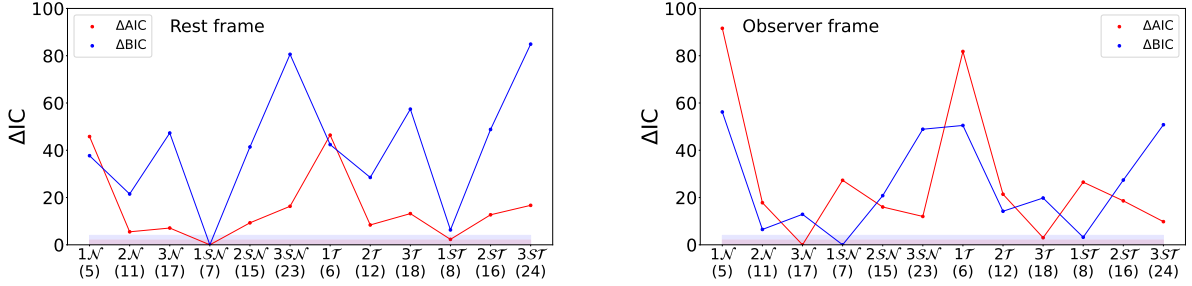 100
80
60
40
20
0
ΔIC
ΔAIC
ΔBIC
Rest frame
1𝒩 2𝒩 3𝒩 1𝒮𝒩 2𝒮𝒩 3𝒮𝒩 1𝒯 2𝒯 3𝒯 1𝒮𝒯 2𝒮𝒯 3𝒮𝒯
(5) (11) (17) (7) (15) (23) (6) (12) (18) (8) (16) (24)
100
80
60
40
20
0
ΔIC
Observer frame
ΔAIC
ΔBIC
1𝒩 2𝒩 3𝒩 1𝒮𝒩 2𝒮𝒩 3𝒮𝒩 1𝒯 2𝒯 3𝒯 1𝒮𝒯 2𝒮𝒯 3𝒮𝒯
(5) (11) (17) (7) (15) (23) (6) (12) (18) (8) (16) (24)